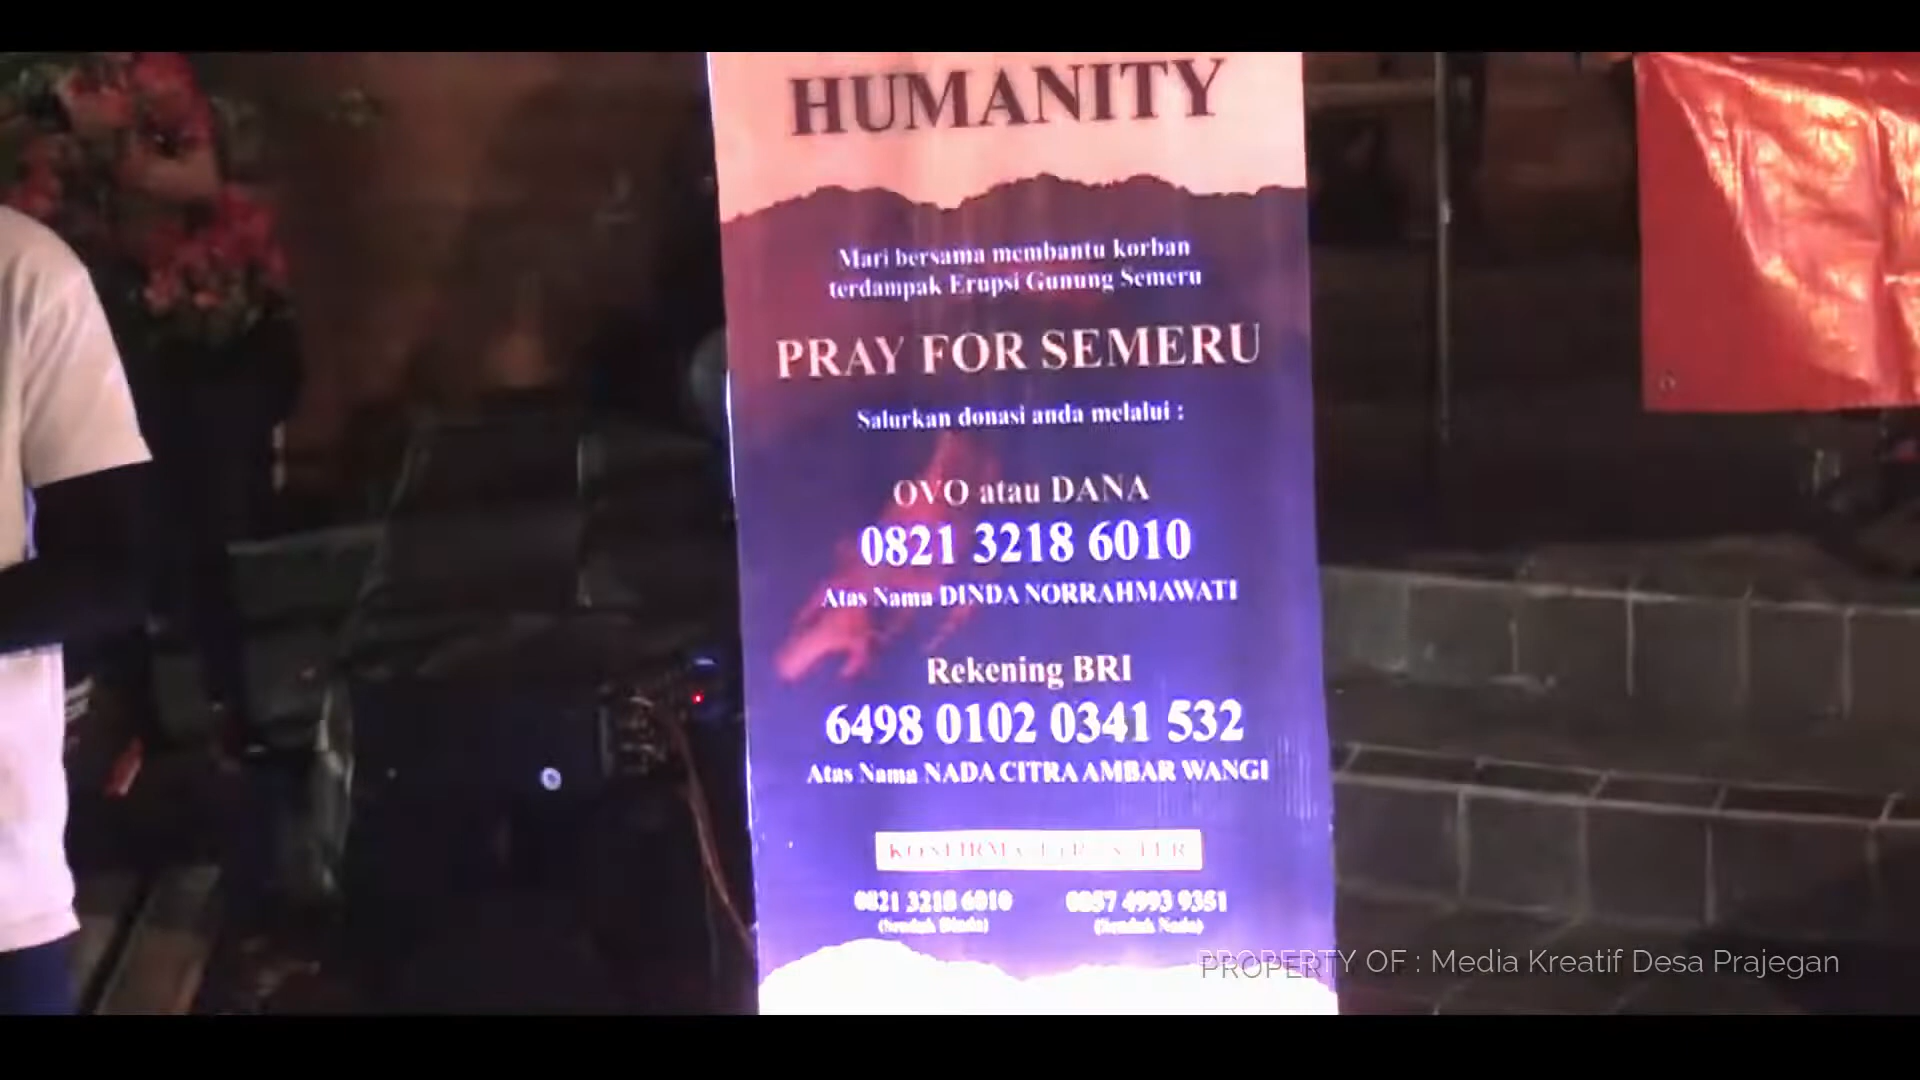 HUMANITY
Mari bersama membantu korban
terdampak Erupsi Gunung Semeru
PRAY FOR SEMERU
Salurkan donasi anda melalui :
OVO atau DANA
0821 3218 6010
Atas Nama DINDA NORRAHMAWATI
Rekening BRI
6498 0102 0341 532
Atas Nama NADA CITRA AMBAR WANGI
KONFIRMASI TRANSFER
0821 3218 6010 0857 4993 9351
PROPERTY OF : Media Kreatif Desa Prajegan